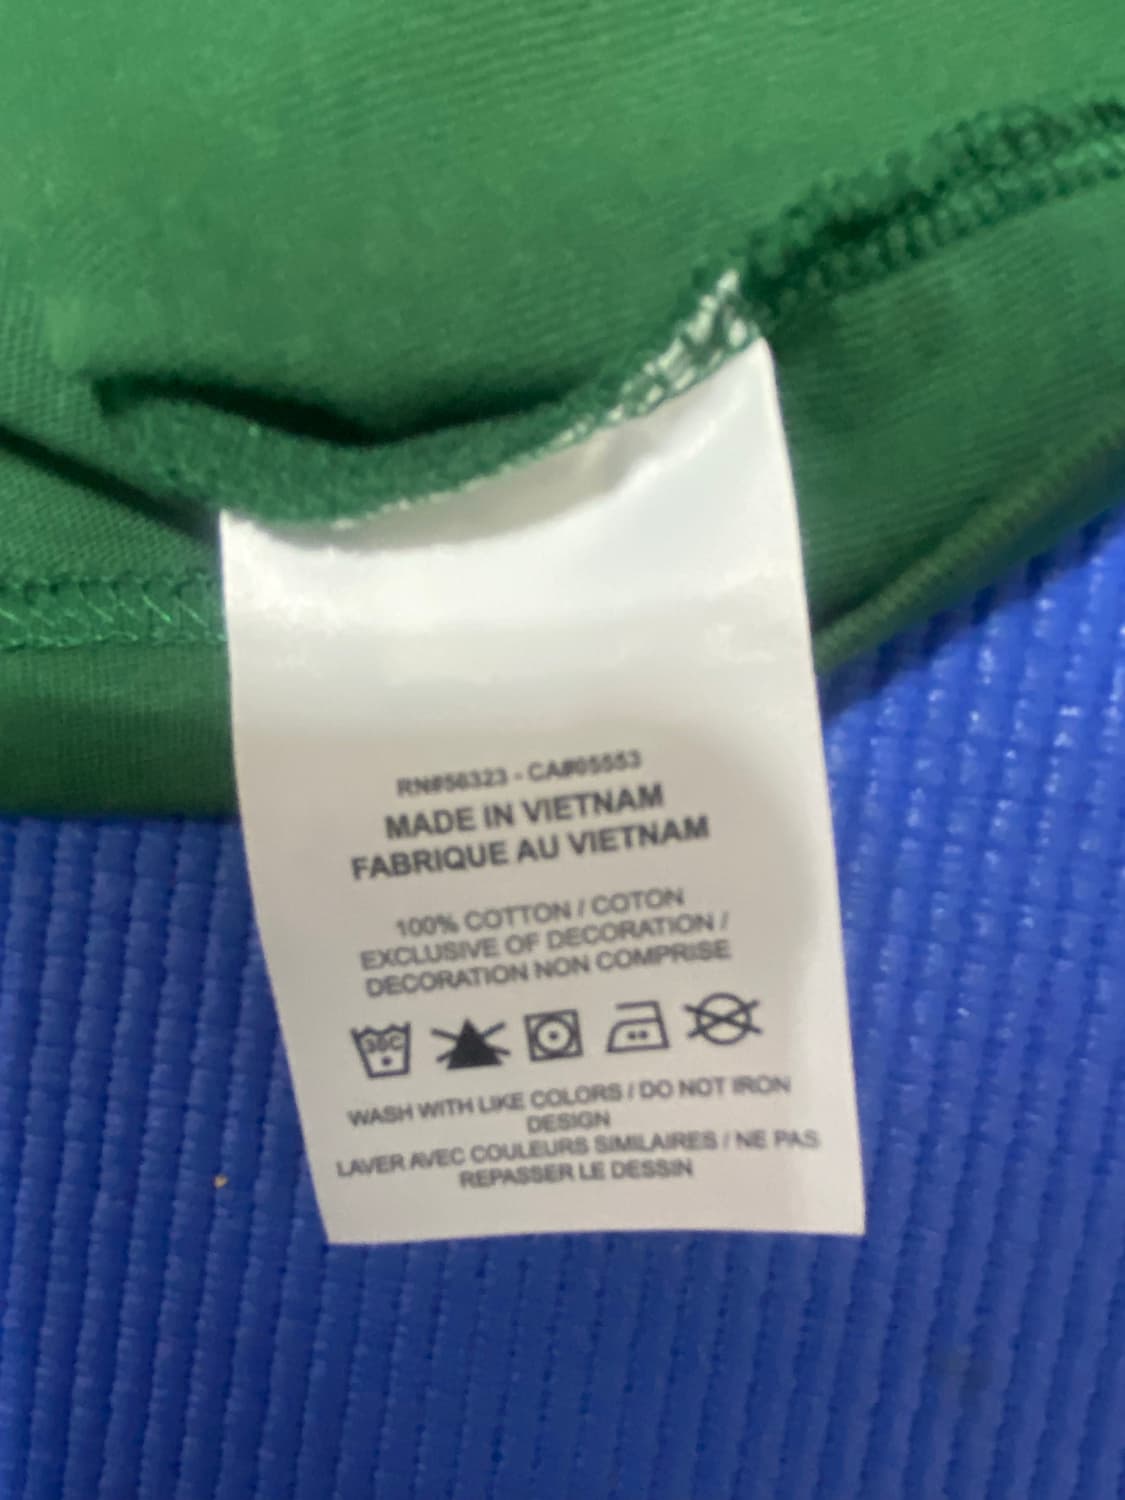 RN#56323 - CA#05553
MADE IN VIETNAM
FABRIQUE AU VIETNAM
100% COTTON / COTON
EXCLUSIVE OF DECORATION /
DECORATION NON COMPRISE
30C
WASH WITH LIKE COLORS / DO NOT IRON
DESIGN
LAVER AVEC COULEURS SIMILAIRES / NE PAS
REPASSER LE DESSIN